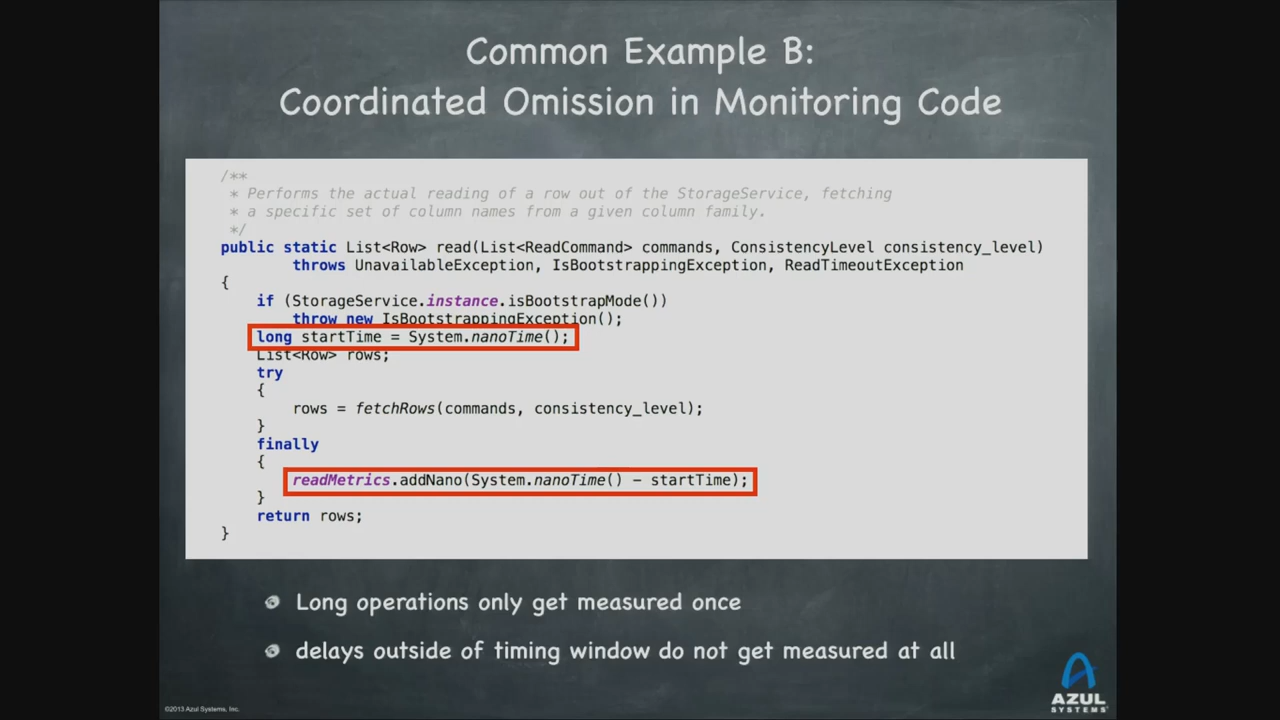 Common Example B:
Coordinated Omission in Monitoring Code
/**
* Performs the actual reading of a row out of the StorageService, fetching
* a specific set of column names from a given column family.
*/
public static List<Row> read(List<ReadCommand> commands, ConsistencyLevel consistency_level)
throws UnavailableException, IsBootstrappingException, ReadTimeoutException
{
if (StorageService.instance.isBootstrapMode())
throw new IsBootstrappingException();
long startTime = System.nanoTime();
List<Row> rows;
try
{
rows = fetchRows(commands, consistency_level);
}
finally
{
readMetrics.addNano(System.nanoTime() - startTime);
}
return rows;
}
Long operations only get measured once
delays outside of timing window do not get measured at all
©2013 Azul Systems, Inc.
AZUL
SYSTEMS